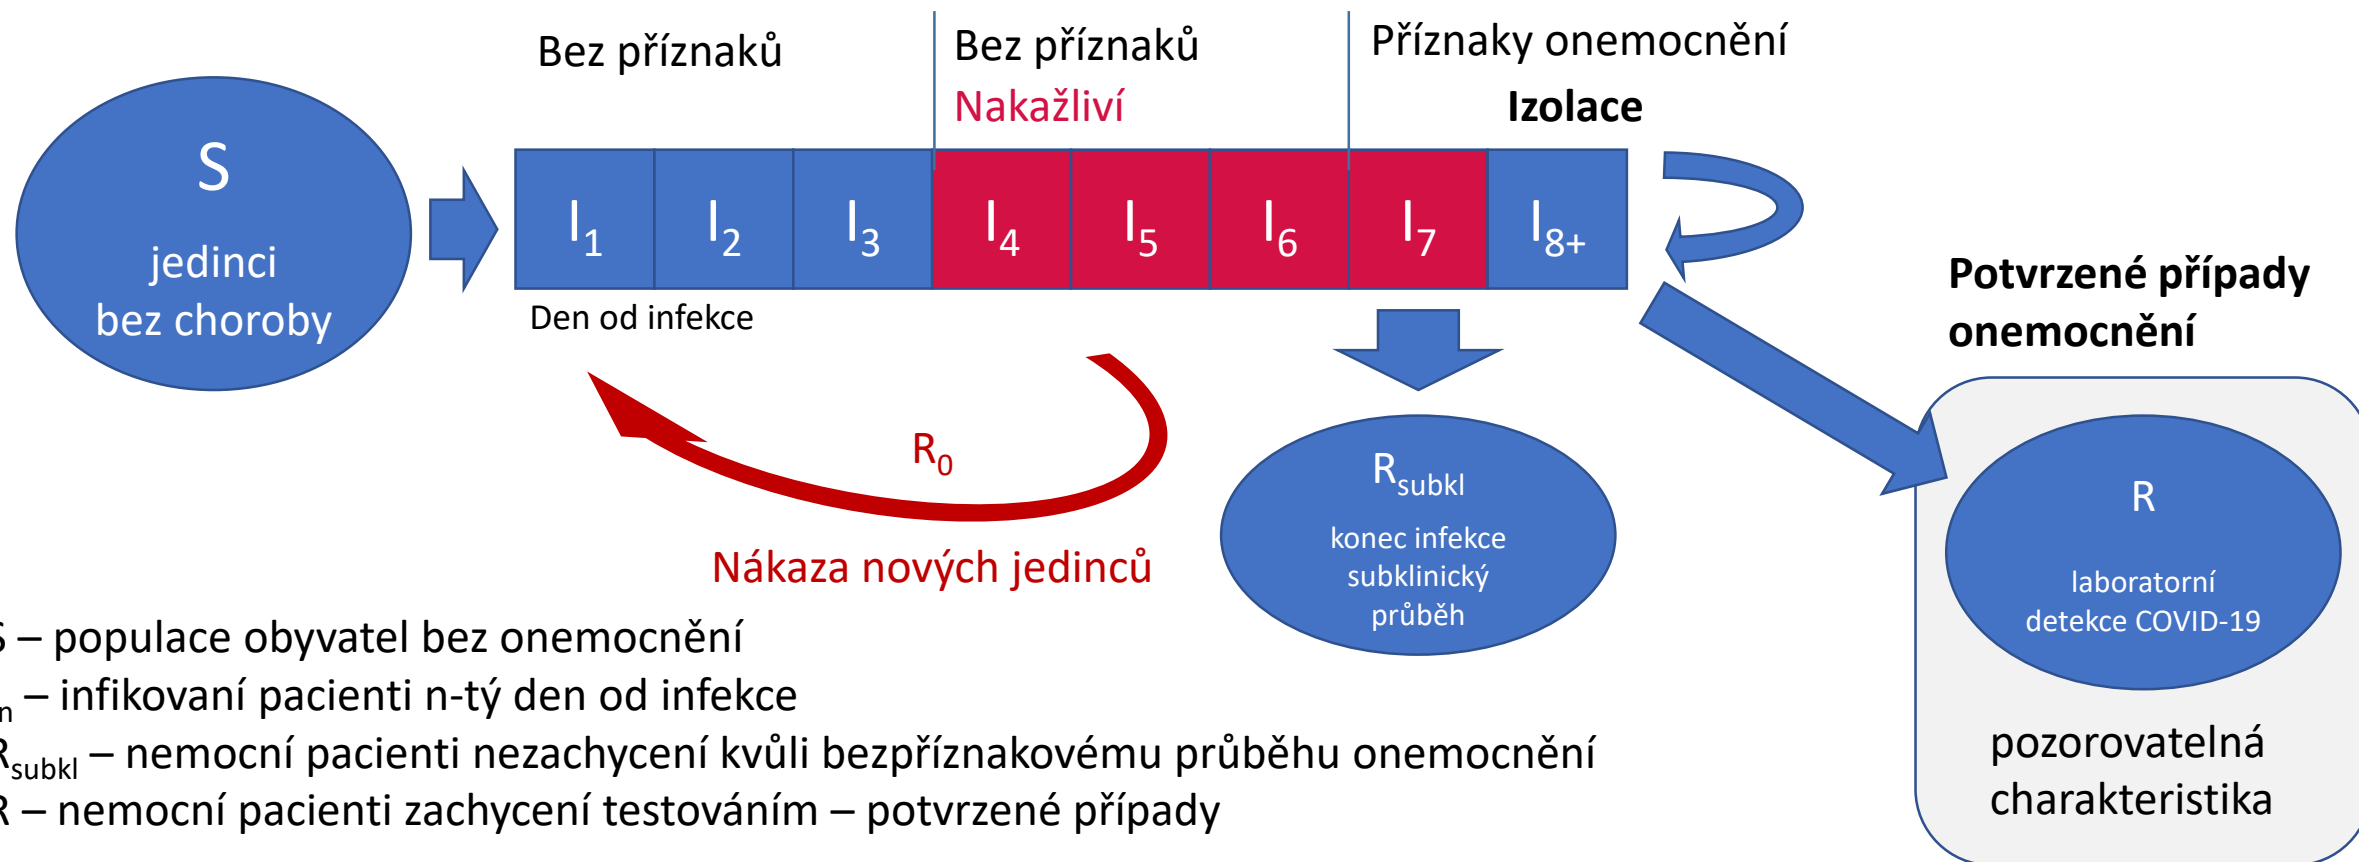 Bez příznaků
Bez příznaků
Nakažliví
Příznaky onemocnění
Izolace
S
jedinci
bez choroby
I1 I2 I3 I4 I5 I6 I7 I8+
Den od infekce
R0
Nákaza nových jedinců
Rsubkl
konec infekce
subklinický
průběh
Potvrzené případy
onemocnění
R
laboratorní
detekce COVID-19
pozorovatelná
charakteristika
S – populace obyvatel bez onemocnění
n – infikovaní pacienti n-tý den od infekce
Rsubkl – nemocní pacienti nezachycení kvůli bezpříznakovému průběhu onemocnění
R – nemocní pacienti zachycení testováním – potvrzené případy